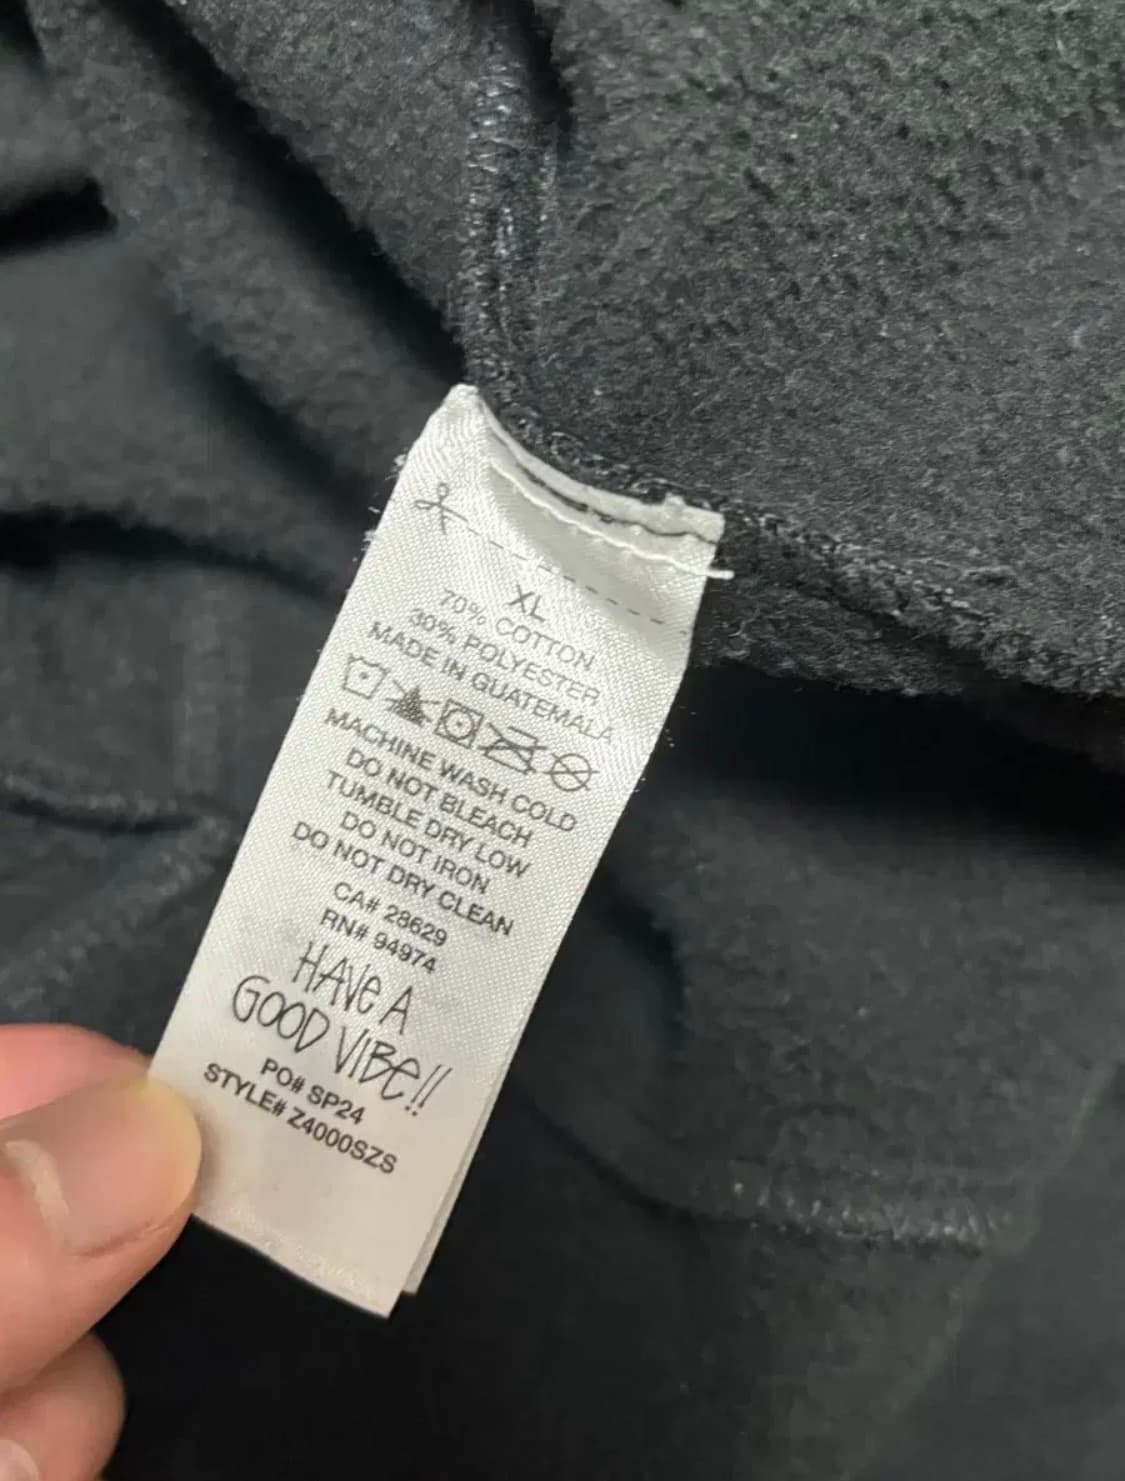 XL
70% COTTON
30% POLYESTER
MADE IN GUATEMALA
MACHINE WASH COLD
DO NOT BLEACH
TUMBLE DRY LOW
DO NOT IRON
DO NOT DRY CLEAN
CA# 28629
RN# 94974
HAVe A
GOOD VIBe!!
PO# SP24
STYLE# Z4000SZS